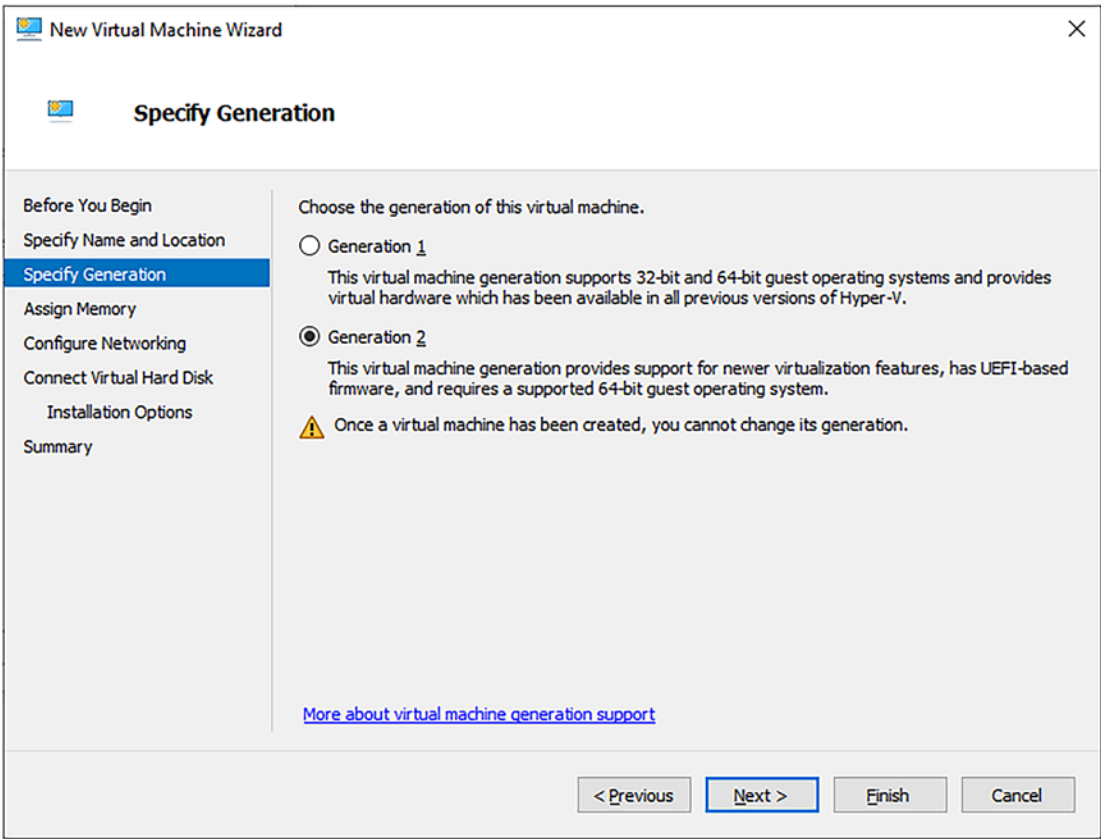 New Virtual Machine Wizard
Specify Generation
Before You Begin
Specify Name and Location
Specify Generation
Assign Memory
Configure Networking
Connect Virtual Hard Disk
Installation Options
Summary
Choose the generation of this virtual machine.
Generation 1
This virtual machine generation supports 32-bit and 64-bit guest operating systems and provides
virtual hardware which has been available in all previous versions of Hyper-V.
Generation 2
This virtual machine generation provides support for newer virtualization features, has UEFI-based
firmware, and requires a supported 64-bit guest operating system.
Once a virtual machine has been created, you cannot change its generation.
More about virtual machine generation support
< Previous
Next >
Finish
Cancel